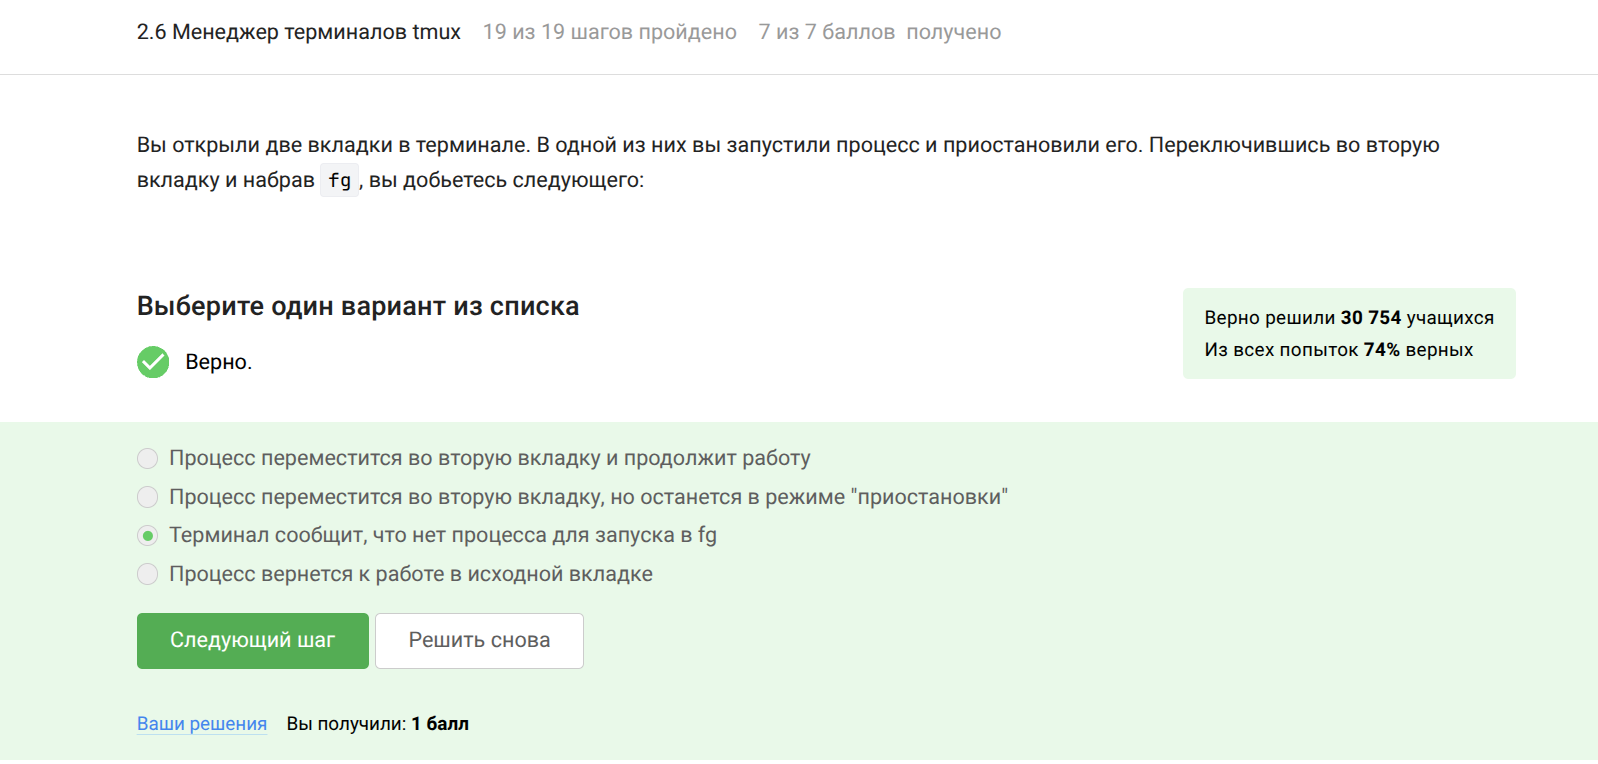 2.6 Менеджер терминалов tmux 19 из 19 шагов пройдено 7 из 7 баллов получено
Вы открыли две вкладки в терминале. В одной из них вы запустили процесс и приостановили его. Переключившись во вторую
вкладку и набрав fg, вы добьетесь следующего:
Выберите один вариант из списка
Верно.
Верно решили 30 754 учащихся
Из всех попыток 74% верных
Процесс переместится во вторую вкладку и продолжит работу
Процесс переместится во вторую вкладку, но останется в режиме "приостановки"
Терминал сообщит, что нет процесса для запуска в fg
Процесс вернется к работе в исходной вкладке
Следующий шаг Решить снова
Ваши решения Вы получили: 1 балл